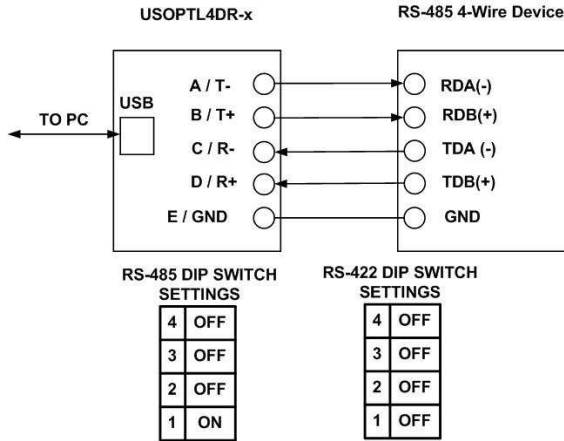 USOPTL4DR-x
RS-485 4-Wire Device
A / T-
RDA(-)
USB
B / T+
RDB(+)
TO PC
C / R-
TDA (-)
D / R+
TDB(+)
E / GND
GND
RS-485 DIP SWITCH
SETTINGS
4 OFF
3 OFF
2 OFF
1 ON
RS-422 DIP SWITCH
SETTINGS
4 OFF
3 OFF
2 OFF
1 OFF